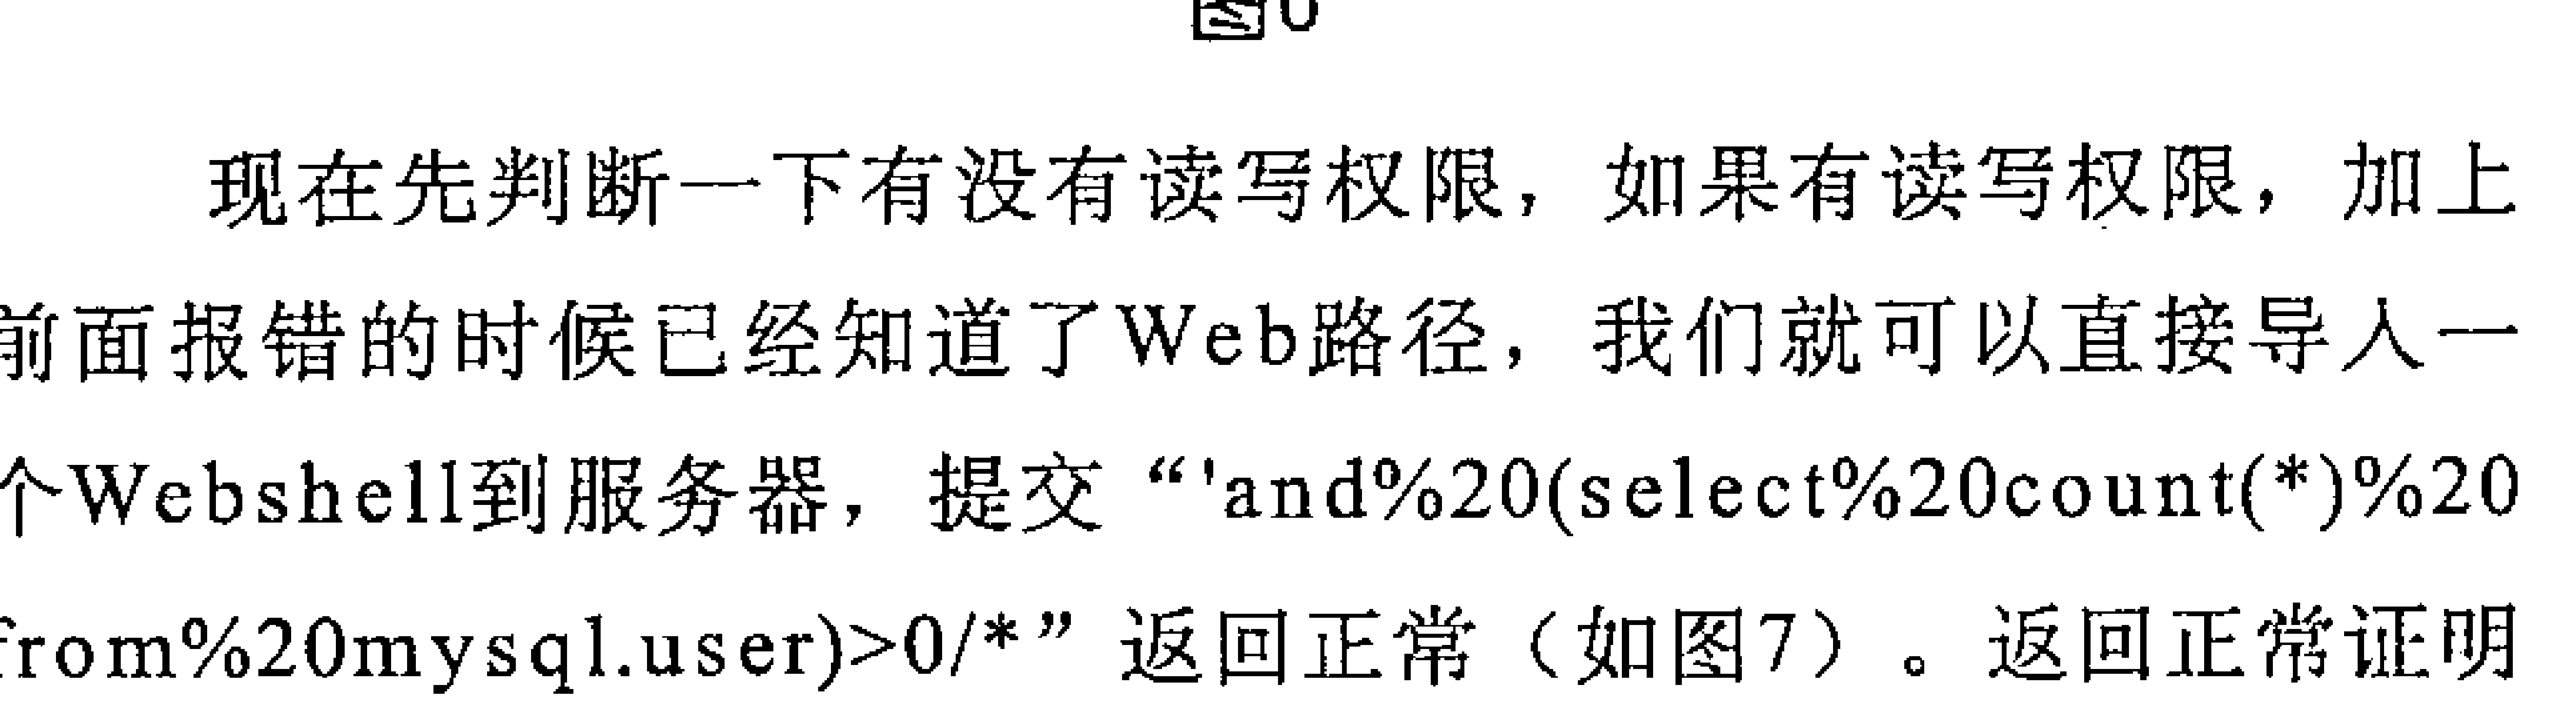 现在先判断一下有没有读写权限，如果有读写权限，加上
前面报错的时候已经知道了Web路径，我们就可以直接导入一
个Webshell到服务器，提交“'and%20(select%20count(*)%20
from%20mysql.user)>0/*”返回正常（如图7）。返回正常证明